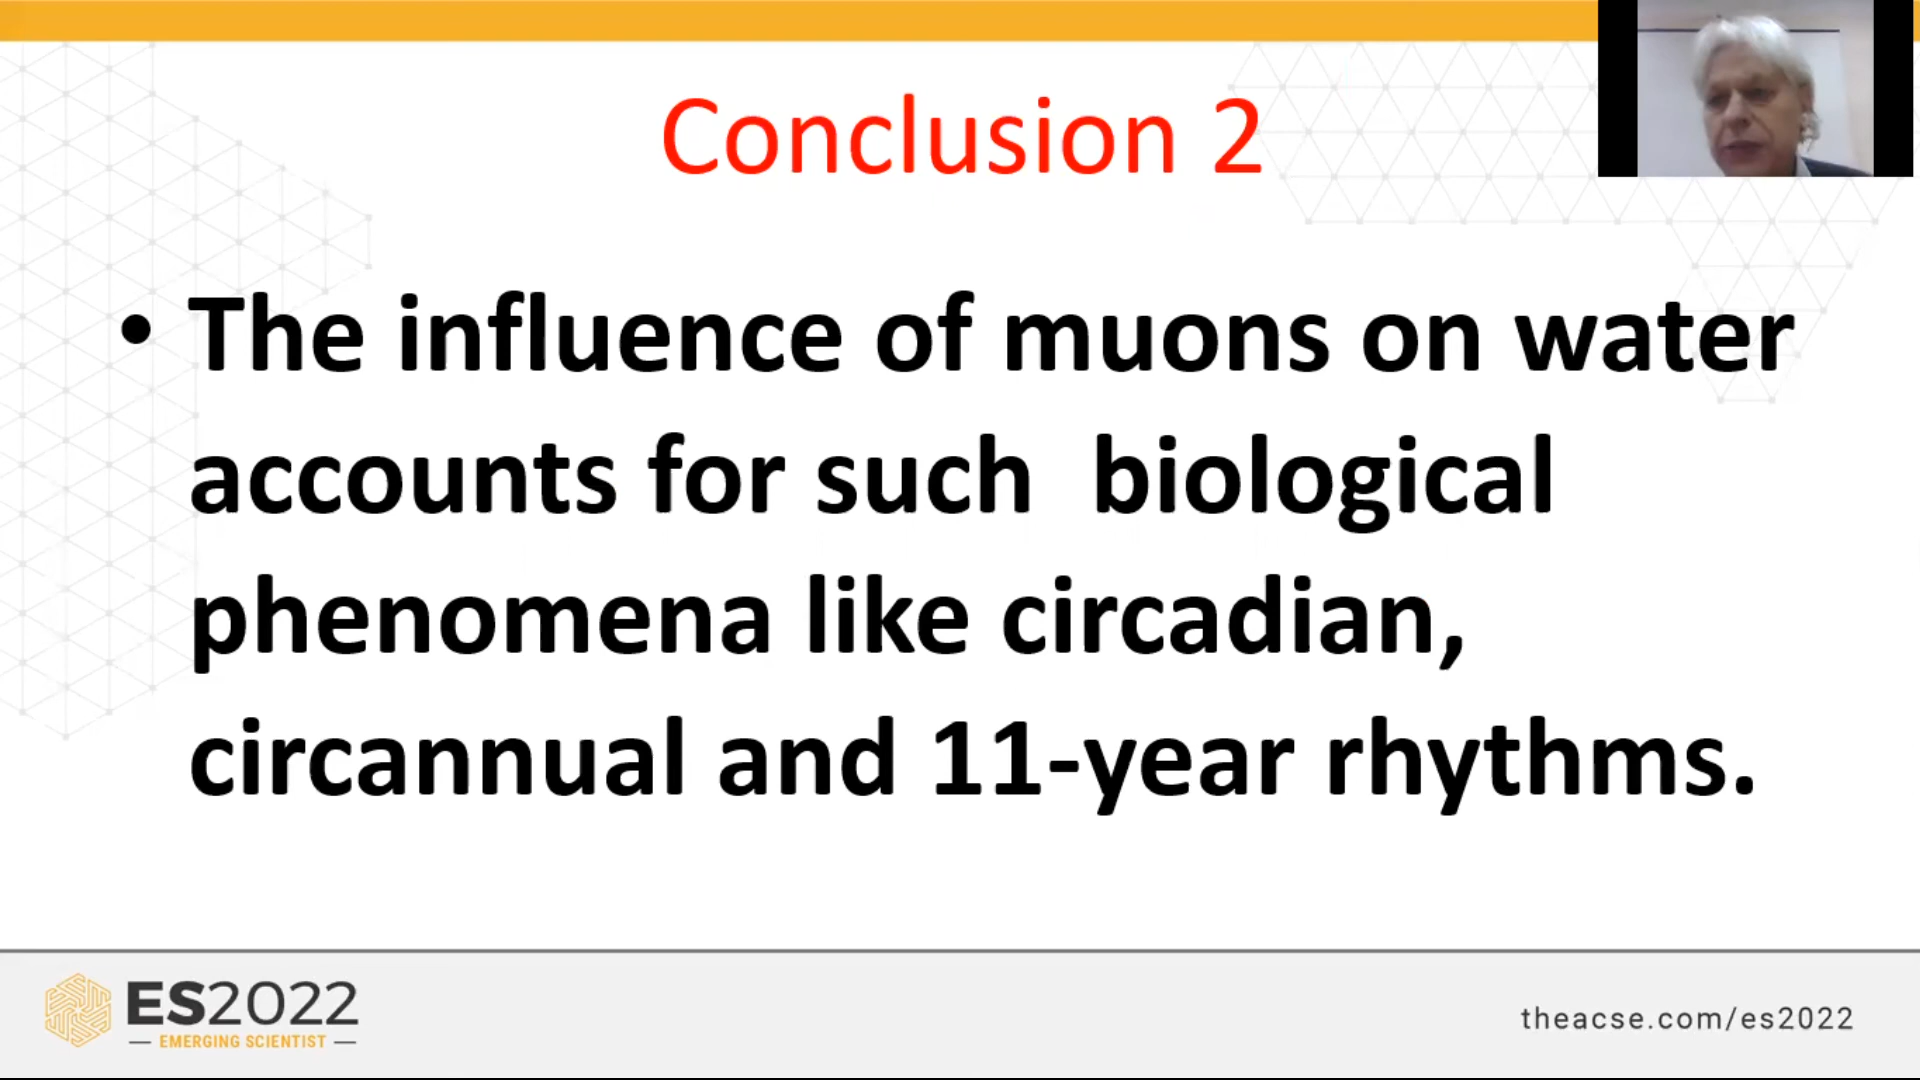 Conclusion 2
• The influence of muons on water
accounts for such  biological
phenomena like circadian,
circannual and 11-year rhythms.
ES2022
EMERGING SCIENTIST
theacse.com/es2022